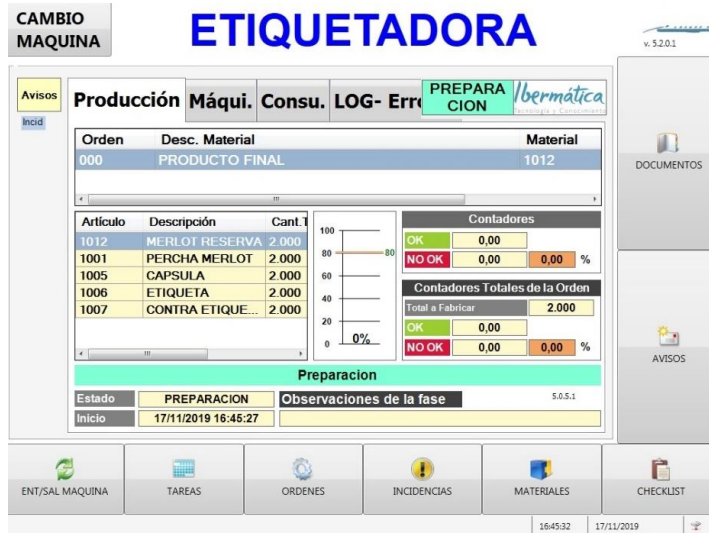 CAMBIO
MAQUINA
ETIQUETADORA
v. 5.2.0.1
Avisos
Incid
Producción Máqui. Consu. LOG- Erro
PREPARA
CION
Ibermática
Tecnología y Conocimiento
Orden Desc. Material Material
000 PRODUCTO FINAL 1012
DOCUMENTOS
Artículo Descripción Cant.T
1012 MERLOT RESERVA 2.000
1001 PERCHA MERLOT 2.000
1005 CAPSULA 2.000
1006 ETIQUETA 2.000
1007 CONTRA ETIQUE... 2.000
100
80 80
60
40
20
0 0%
Contadores
OK 0,00
NO OK 0,00 0,00 %
Contadores Totales de la Orden
Total a Fabricar 2.000
OK 0,00
NO OK 0,00 0,00 %
AVISOS
Preparacion
Estado PREPARACION Observaciones de la fase 5.0.5.1
Inicio 17/11/2019 16:45:27
ENT/SAL MAQUINA TAREAS ORDENES INCIDENCIAS MATERIALES CHECKLIST
16:45:32 17/11/2019